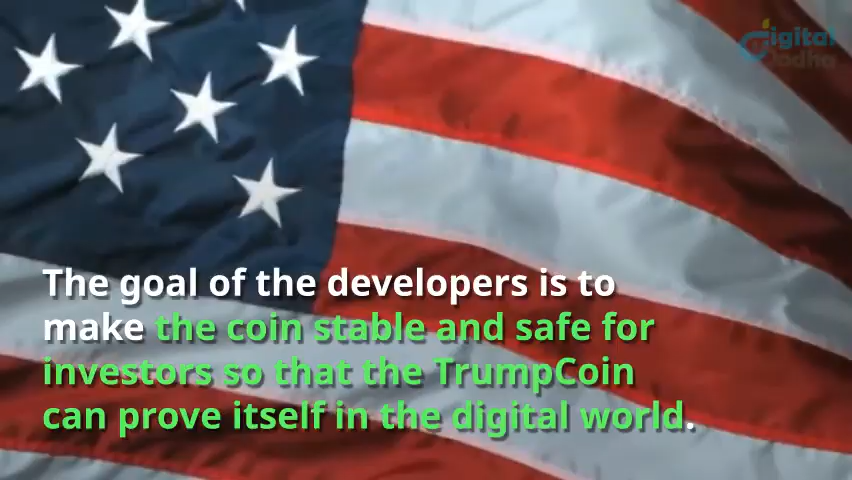 Digital
The goal of the developers is to
make the coin stable and safe for
investors so that the TrumpCoin
can prove itself in the digital world.